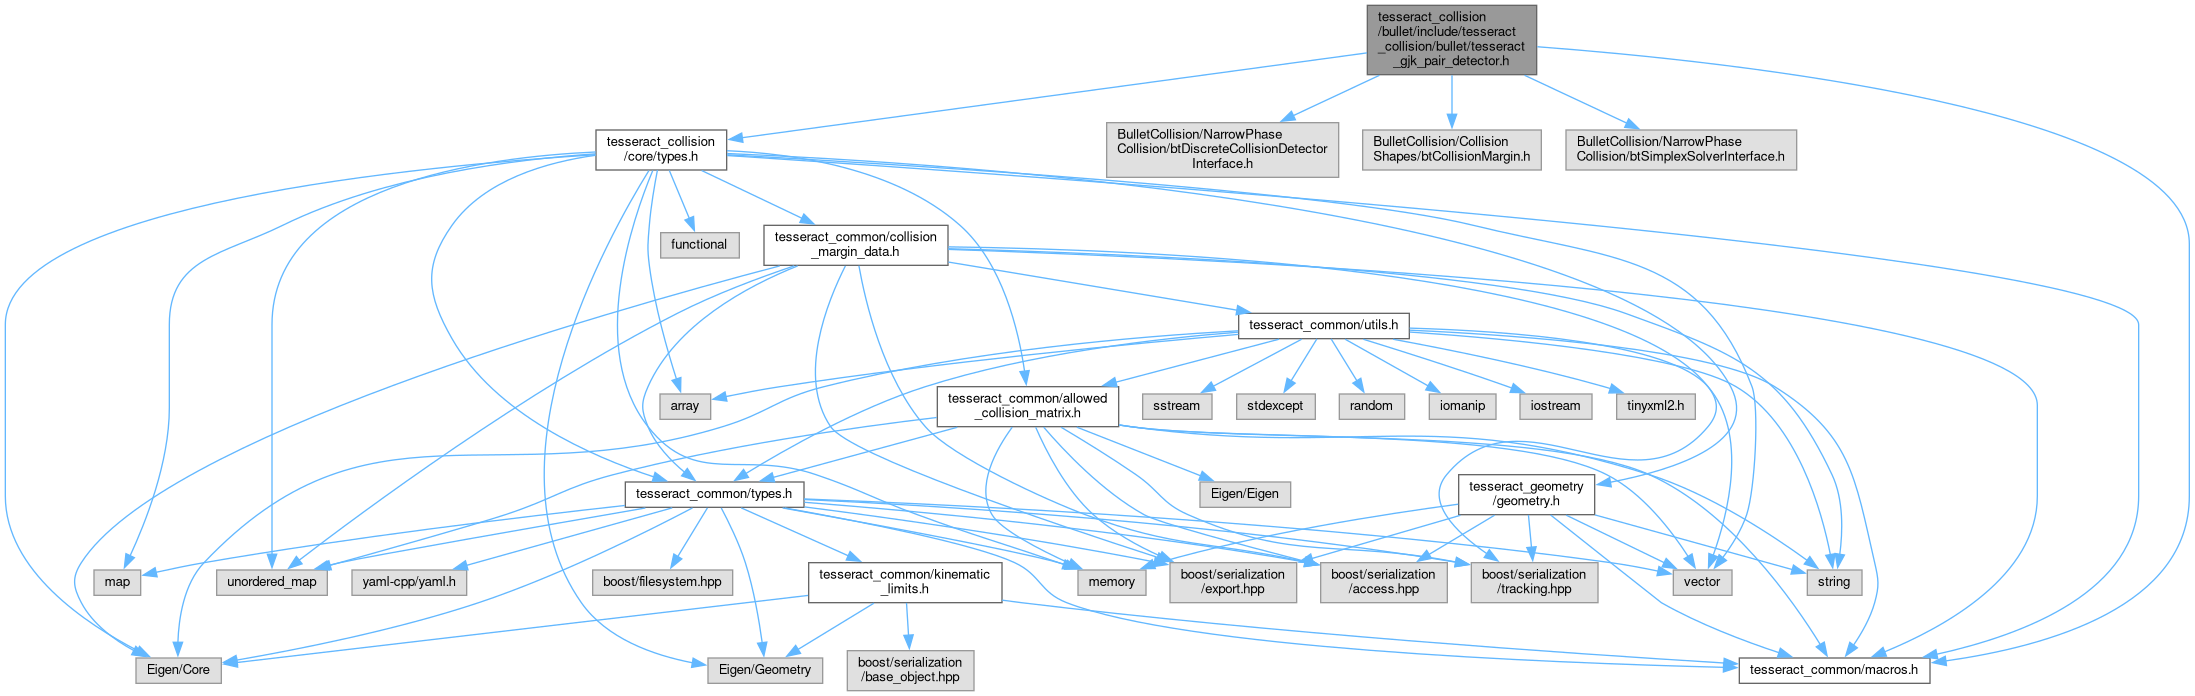 tesseract_collision
/bullet/include/tesseract
_collision/bullet/tesseract
_gjk_pair_detector.h
tesseract_collision
/core/types.h
BulletCollision/NarrowPhase
Collision/btDiscreteCollisionDetector
Interface.h
BulletCollision/Collision
Shapes/btCollisionMargin.h
BulletCollision/NarrowPhase
Collision/btSimplexSolverInterface.h
functional
tesseract_common/collision
_margin_data.h
tesseract_common/utils.h
array
tesseract_common/allowed
_collision_matrix.h
sstream
stdexcept
random
iomanip
iostream
tinyxml2.h
tesseract_common/types.h
Eigen/Eigen
tesseract_geometry
/geometry.h
map
unordered_map
yaml-cpp/yaml.h
boost/filesystem.hpp
tesseract_common/kinematic
_limits.h
memory
boost/serialization
/export.hpp
boost/serialization
/access.hpp
boost/serialization
/tracking.hpp
vector
string
Eigen/Core
Eigen/Geometry
boost/serialization
/base_object.hpp
tesseract_common/macros.h